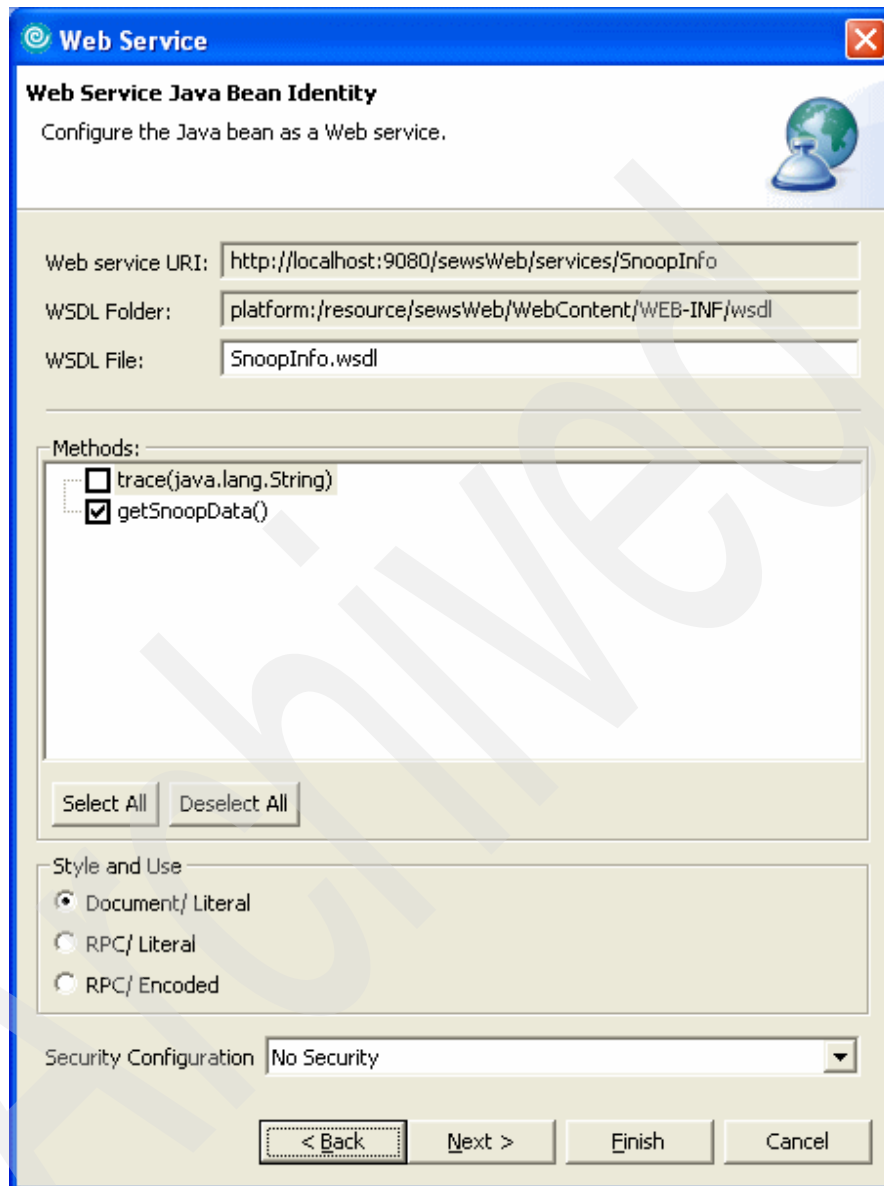 Web Service
Web Service Java Bean Identity
Configure the Java bean as a Web service.
Web service URI: http://localhost:9080/sewsWeb/services/SnoopInfo
WSDL Folder: platform:/resource/sewsWeb/WebContent/WEB-INF/wsdl
WSDL File: SnoopInfo.wsdl
Methods:
trace(java.lang.String)
getSnoopData()
Select All Deselect All
Style and Use
Document/ Literal
RPC/ Literal
RPC/ Encoded
Security Configuration No Security
< Back Next > Finish Cancel
Archived